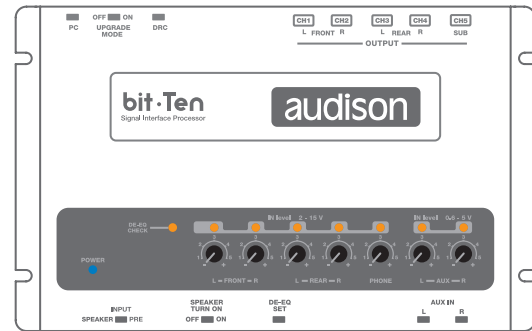 OFF ON
PC UPGRADE MODE DRC
CH1 CH2 CH3 CH4 CH5
L FRONT R L REAR R SUB
OUTPUT
bit Ten
Signal Interface Processor
audison
DE-EQ CHECK
IN level 2 - 15 V
IN level 0.6 - 5 V
POWER
L FRONT R L REAR R PHONE L AUX R
INPUT
SPEAKER PRE
SPEAKER TURN ON
OFF ON
DE-EQ SET
AUX IN
L R